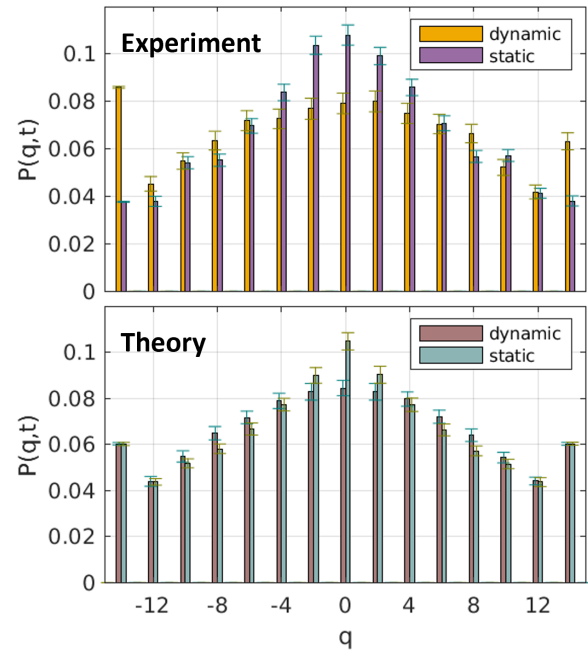 Experiment
dynamic
static
P(q,t)
0.1
0.08
0.06
0.04
0.02
0
Theory
dynamic
static
P(q,t)
0.1
0.08
0.06
0.04
0.02
0
-12 -8 -4 0 4 8 12
q